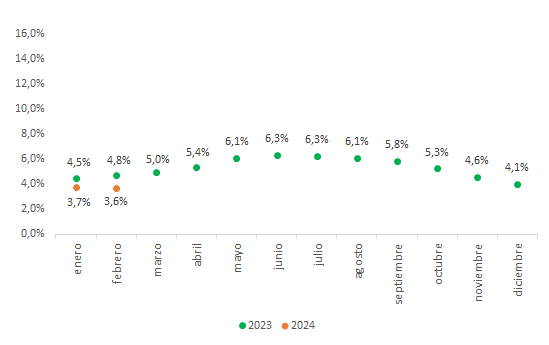 16,0%
14,0%
12,0%
10,0%
8,0%
6,0%
4,0%
2,0%
0,0%
4,5%
4,8%
5,0%
5,4%
6,1%
6,3%
6,3%
6,1%
5,8%
5,3%
4,6%
4,1%
3,7%
3,6%
enero
febrero
marzo
abril
mayo
junio
julio
agosto
septiembre
octubre
noviembre
diciembre
2023 2024